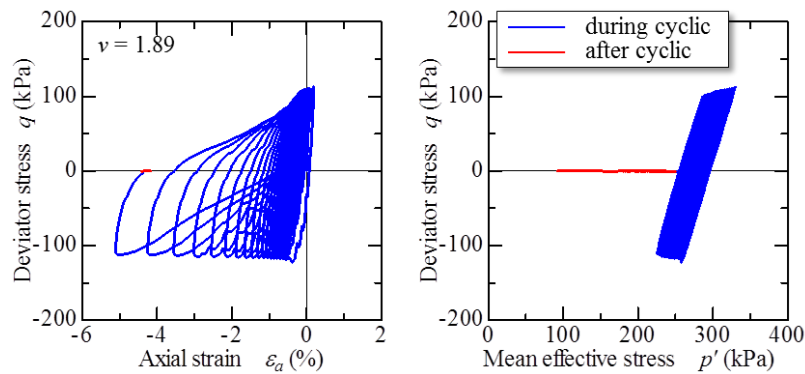 during cyclic
after cyclic
v = 1.89
200
100
0
-100
-200
Deviator stress q (kPa)
-6
-4
-2
0
2
Axial strain εa (%)
200
100
0
-100
-200
Deviator stress q (kPa)
0
100
200
300
400
Mean effective stress p′ (kPa)